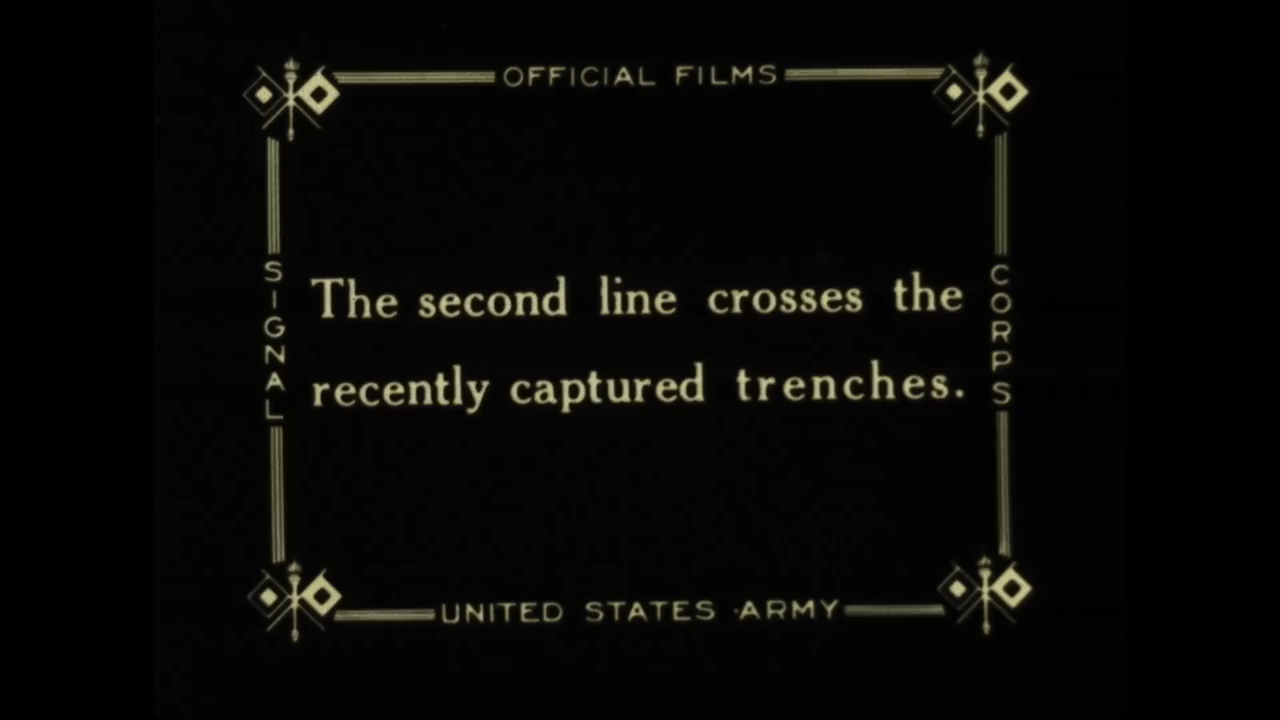 OFFICIAL FILMS
SIGNAL
The second line crosses the
recently captured trenches.
CORPS
UNITED STATES ARMY